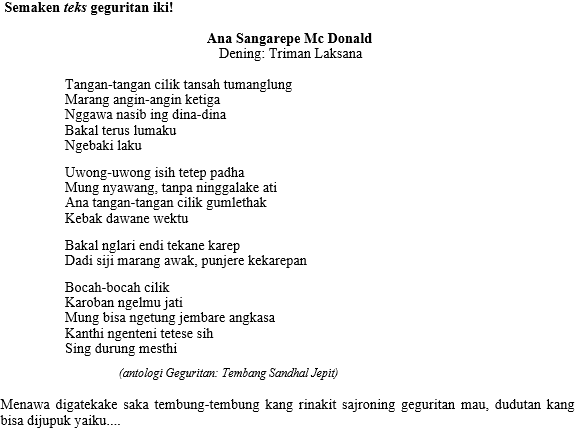 Semaken teks geguritan iki!
Ana Sangarepe Mc Donald
Dening: Triman Laksana
Tangan-tangan cilik tansah tumanglung
Marang angin-angin ketiga
Nggawa nasib ing dina-dina
Bakal terus lumaku
Ngebaki laku
Uwong-uwong isih tetep padha
Mung nyawang, tanpa ninggalake ati
Ana tangan-tangan cilik gumlethak
Kebak dawane wektu
Bakal nglari endi tekane karep
Dadi siji marang awak, punjere kekarepan
Bocah-bocah cilik
Karoban ngelmu jati
Mung bisa ngetung jembare angkasa
Kanthi ngenteni tetese sih
Sing durung mesthi
(antologi Geguritan: Tembang Sandhal Jepit)
Menawa digatekake saka tembung-tembung kang rinakit sajroning geguritan mau, dudutan kang
bisa dijupuk yaiku....